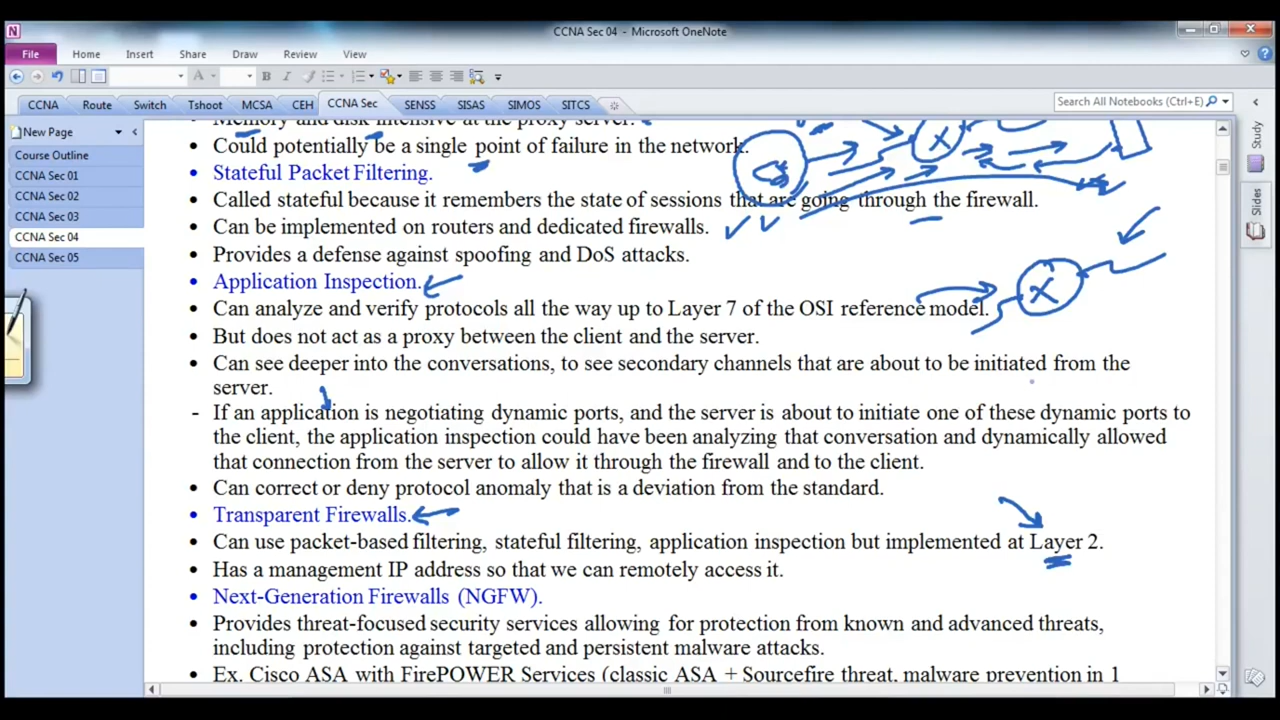 CCNA Sec 04 - Microsoft OneNote
File Home Insert Share Draw Review View
CCNA Route Switch Tshoot MCSA CEH CCNA Sec SENSS SISAS SIMOS SITCS
Search All Notebooks (Ctrl+E)
New Page
Course Outline
CCNA Sec 01
CCNA Sec 02
CCNA Sec 03
CCNA Sec 04
CCNA Sec 05
Study
Slides
Memory and disk intensive at the proxy server.
• Could potentially be a single point of failure in the network.
• Stateful Packet Filtering.
• Called stateful because it remembers the state of sessions that are going through the firewall.
• Can be implemented on routers and dedicated firewalls.
• Provides a defense against spoofing and DoS attacks.
• Application Inspection.
• Can analyze and verify protocols all the way up to Layer 7 of the OSI reference model.
• But does not act as a proxy between the client and the server.
• Can see deeper into the conversations, to see secondary channels that are about to be initiated from the
server.
- If an application is negotiating dynamic ports, and the server is about to initiate one of these dynamic ports to
the client, the application inspection could have been analyzing that conversation and dynamically allowed
that connection from the server to allow it through the firewall and to the client.
• Can correct or deny protocol anomaly that is a deviation from the standard.
• Transparent Firewalls.
• Can use packet-based filtering, stateful filtering, application inspection but implemented at Layer 2.
• Has a management IP address so that we can remotely access it.
• Next-Generation Firewalls (NGFW).
• Provides threat-focused security services allowing for protection from known and advanced threats,
including protection against targeted and persistent malware attacks.
• Ex. Cisco ASA with FirePOWER Services (classic ASA + Sourcefire threat, malware prevention in 1